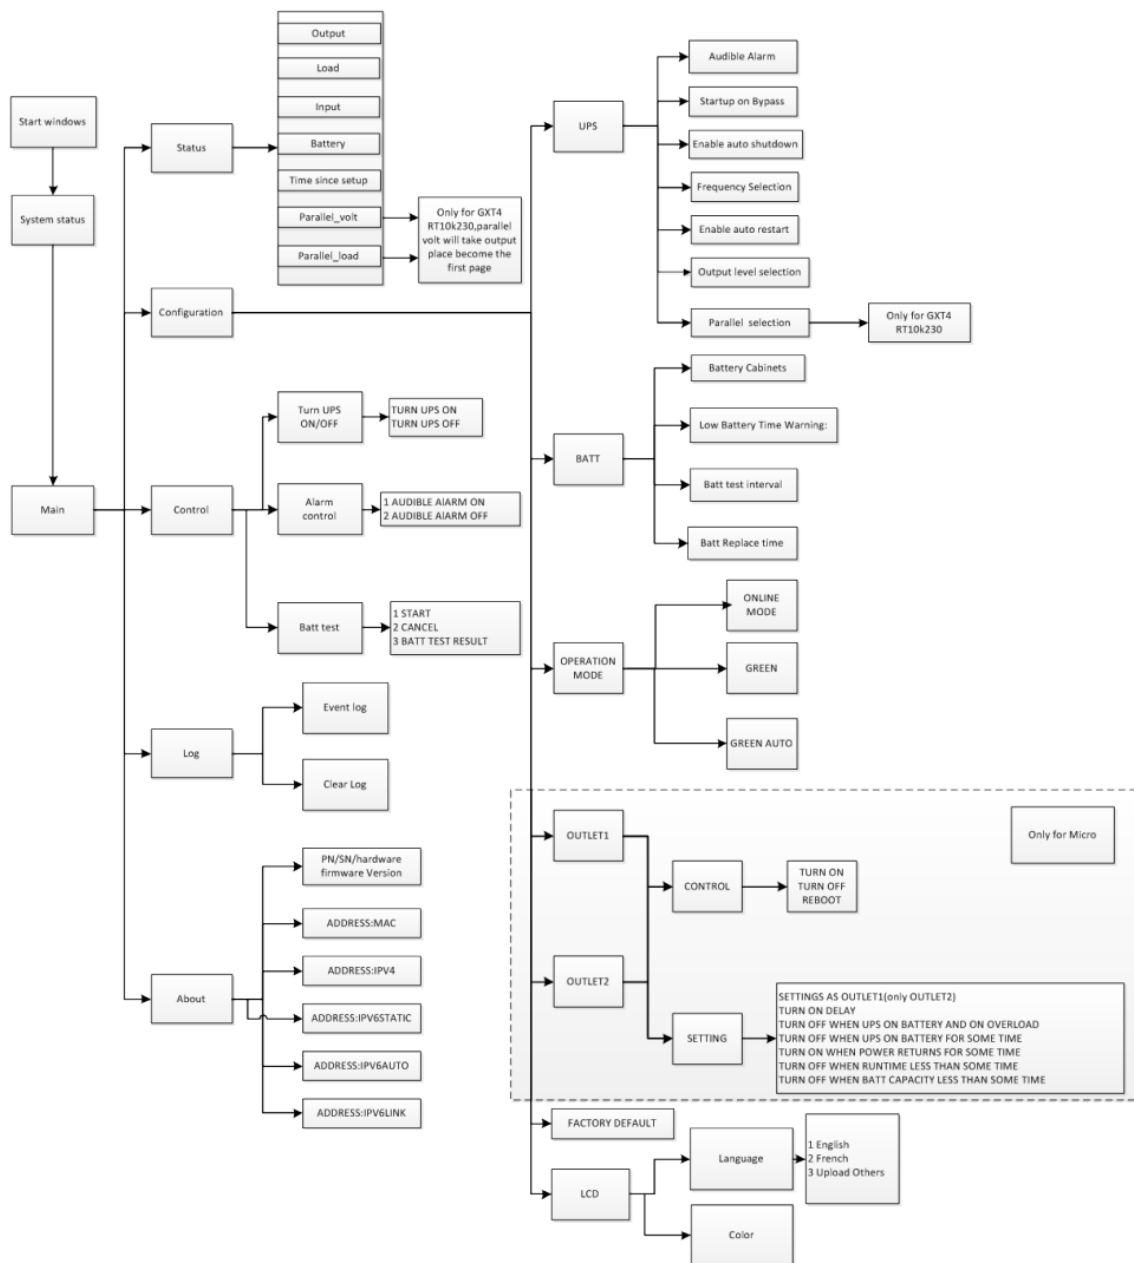 Start windows
System status
Main
Status
Output
Load
Input
Battery
Time since setup
Parallel_volt
Parallel_load
Only for GXT4
RT10k230,parallel
volt will take output
place become the
first page
Configuration
Control
Turn UPS
ON/OFF
TURN UPS ON
TURN UPS OFF
Alarm
control
1 AUDIBLE AlARM ON
2 AUDIBLE AlARM OFF
Batt test
1 START
2 CANCEL
3 BATT TEST RESULT
Log
Event log
Clear Log
About
PN/SN/hardware
firmware Version
ADDRESS:MAC
ADDRESS:IPV4
ADDRESS:IPV6STATIC
ADDRESS:IPV6AUTO
ADDRESS:IPV6LINK
UPS
Audible Alarm
Startup on Bypass
Enable auto shutdown
Frequency Selection
Enable auto restart
Output level selection
Parallel selection
Only for GXT4
RT10k230
BATT
Battery Cabinets
Low Battery Time Warning:
Batt test interval
Batt Replace time
OPERATION
MODE
ONLINE
MODE
GREEN
GREEN AUTO
Only for Micro
OUTLET1
OUTLET2
CONTROL
TURN ON
TURN OFF
REBOOT
SETTING
SETTINGS AS OUTLET1(only OUTLET2)
TURN ON DELAY
TURN OFF WHEN UPS ON BATTERY AND ON OVERLOAD
TURN OFF WHEN UPS ON BATTERY FOR SOME TIME
TURN ON WHEN POWER RETURNS FOR SOME TIME
TURN OFF WHEN RUNTIME LESS THAN SOME TIME
TURN OFF WHEN BATT CAPACITY LESS THAN SOME TIME
FACTORY DEFAULT
LCD
Language
1 English
2 French
3 Upload Others
Color